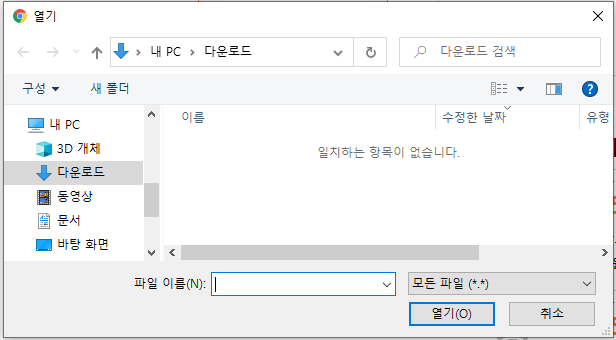 열기
내 PC
다운로드
다운로드 검색
구성
새 폴더
내 PC
3D 개체
다운로드
동영상
문서
바탕 화면
이름
수정한 날짜
유형
일치하는 항목이 없습니다.
파일 이름(N):
모든 파일 (*.*)
열기(O)
취소